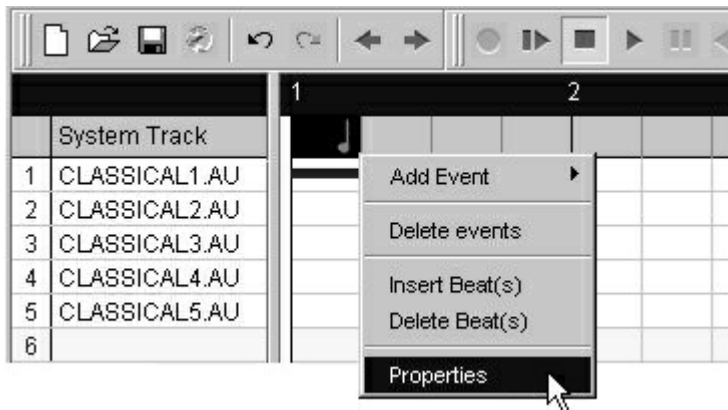 1 2
System Track
1 CLASSICAL1.AU
2 CLASSICAL2.AU
3 CLASSICAL3.AU
4 CLASSICAL4.AU
5 CLASSICAL5.AU
6
Add Event
Delete events
Insert Beat(s)
Delete Beat(s)
Properties